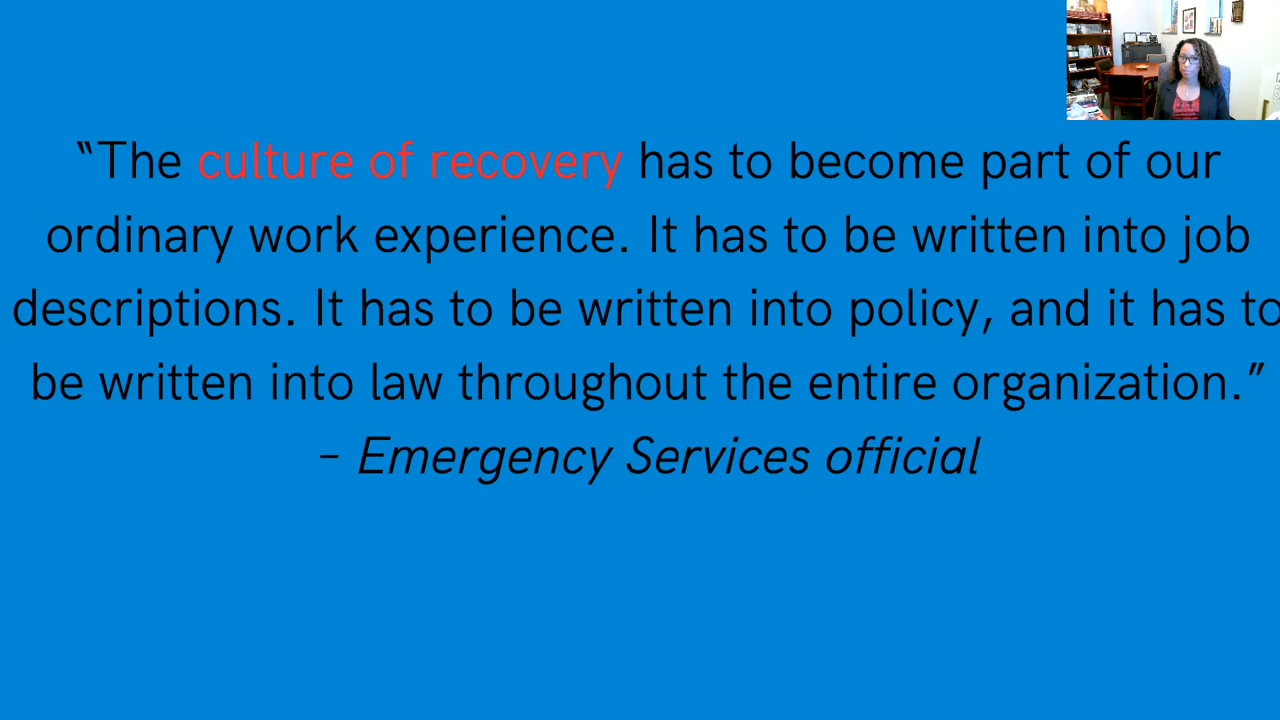 “The culture of recovery has to become part of our
ordinary work experience. It has to be written into job
descriptions. It has to be written into policy, and it has to
be written into law throughout the entire organization.”
– Emergency Services official